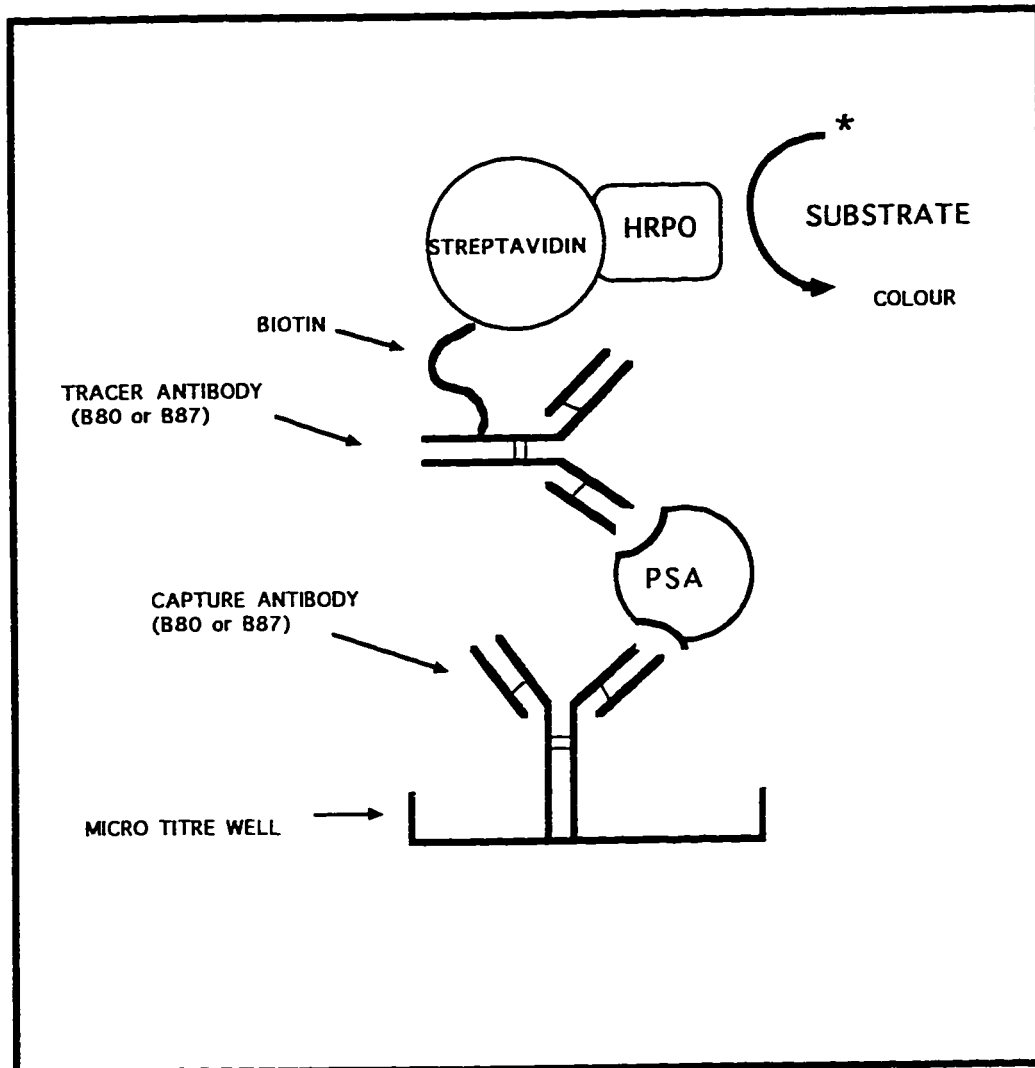 *
STREPTAVIDIN
HRPO
SUBSTRATE
COLOUR
BIOTIN
TRACER ANTIBODY
(B80 or B87)
PSA
CAPTURE ANTIBODY
(B80 or B87)
MICRO TITRE WELL